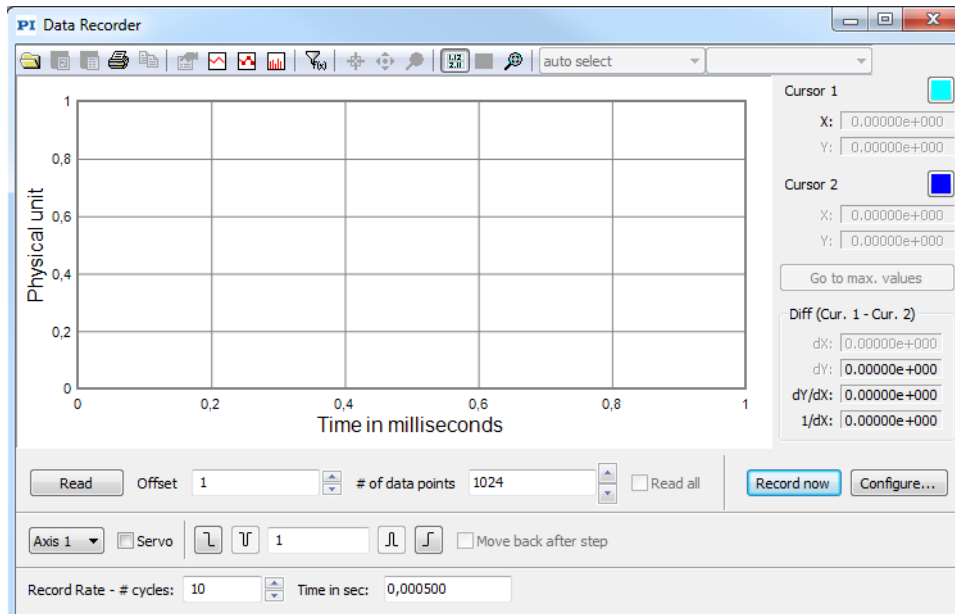 PI Data Recorder
f(x) 1,1/2 2,11 auto select
Cursor 1
X: 0.00000e+000
Y: 0.00000e+000
Cursor 2
X: 0.00000e+000
Y: 0.00000e+000
Go to max. values
Diff (Cur. 1 - Cur. 2)
dX: 0.00000e+000
dY: 0.00000e+000
dY/dX: 0.00000e+000
1/dX: 0.00000e+000
Physical unit
1
0,8
0,6
0,4
0,2
0
0 0,2 0,4 0,6 0,8 1
Time in milliseconds
Read Offset 1 # of data points 1024 Read all Record now Configure...
Axis 1 Servo 1 Move back after step
Record Rate - # cycles: 10 Time in sec: 0,000500